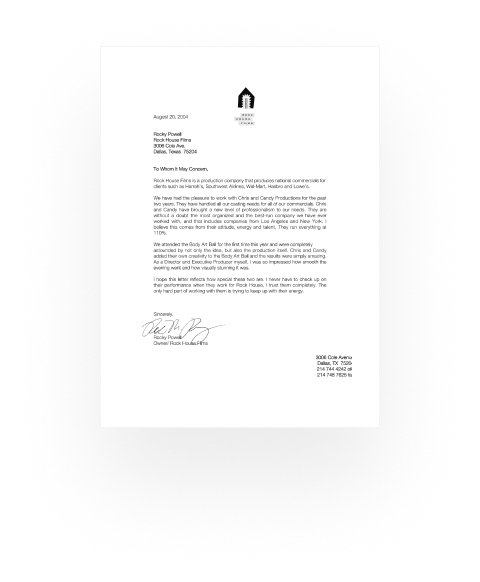 ROCK
HOUSE
FILMS
August 20, 2004
Rocky Powell
Rock House Films
3006 Cole Ave.
Dallas, Texas 75204
To Whom It May Concern,
Rock House Films is a production company that produces national commercials for
clients such as Harrah's, Southwest Airlines, Wal-Mart, Hasbro and Lowe's.
We have had the pleasure to work with Chris and Candy Productions for the past
two years. They have handled all our casting needs for all of our commercials. Chris
and Candy have brought a new level of professionalism to our needs. They are
without a doubt the most organized and the best-run company we have ever
worked with, and that includes companies from Los Angeles and New York. I
believe this comes from their attitude, energy and talent. They run everything at
110%.
We attended the Body Art Ball for the first time this year and were completely
astounded by not only the idea, but also the production itself. Chris and Candy
added their own creativity to the Body Art Ball and the results were simply amazing.
As a Director and Executive Producer myself, I was so impressed how smooth the
evening went and how visually stunning it was.
I hope this letter reflects how special these two are. I never have to check up on
their performance when they work for Rock House, I trust them completely. The
only hard part of working with them is trying to keep up with their energy.
Sincerely,
Rocky Powell
Owner/ Rock House Films
3006 Cole Avenu
Dallas, TX 7520
214 744 4242 of
214 748 7625 fa